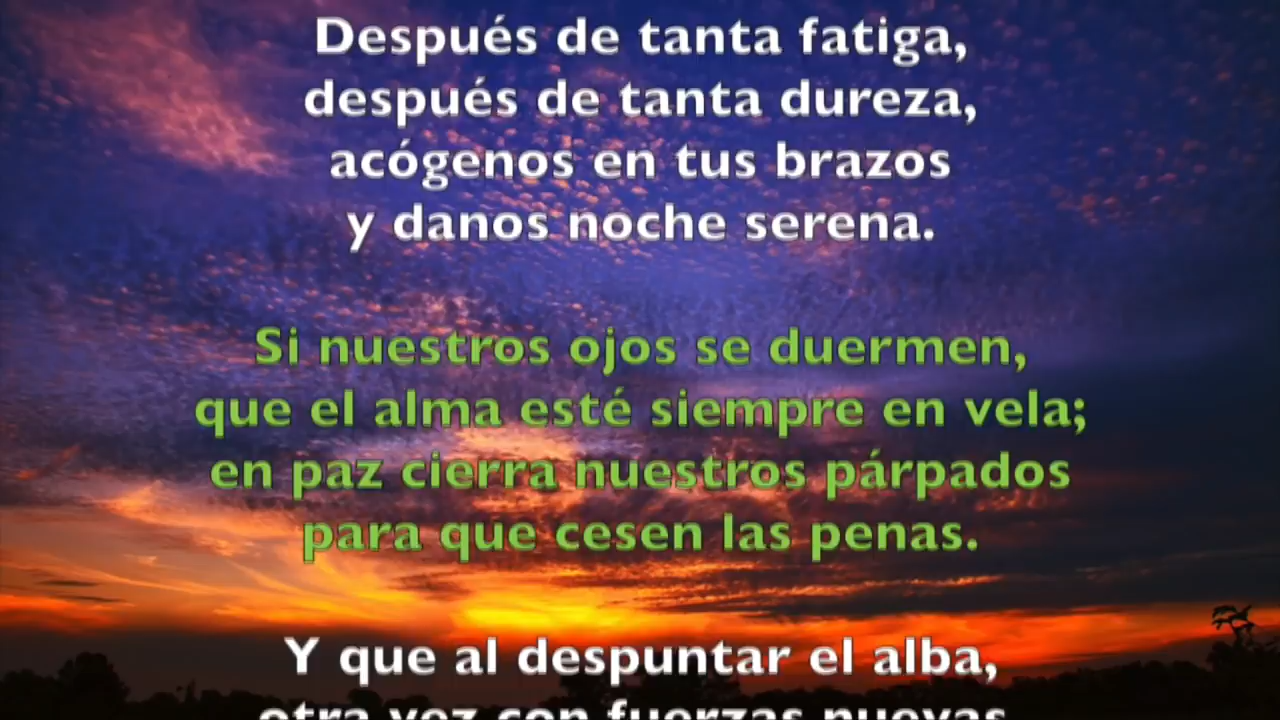 Después de tanta fatiga,
después de tanta dureza,
acógenos en tus brazos
y danos noche serena.
Si nuestros ojos se duermen,
que el alma esté siempre en vela;
en paz cierra nuestros párpados
para que cesen las penas.
Y que al despuntar el alba,
otra vez con fuerzas nuevas,